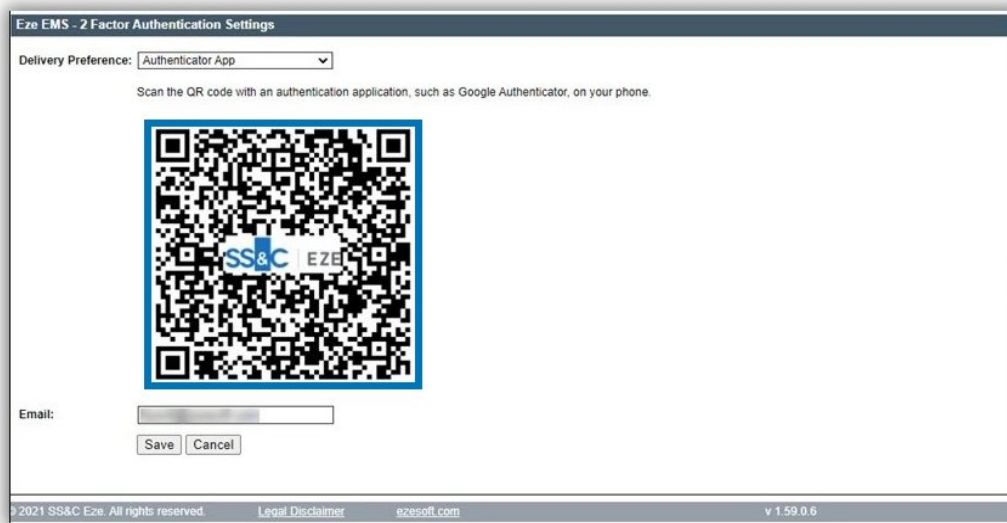 Eze EMS - 2 Factor Authentication Settings
Delivery Preference: Authenticator App
Scan the QR code with an authentication application, such as Google Authenticator, on your phone.
SS&C | EZE
Email:
Save Cancel
© 2021 SS&C Eze. All rights reserved. Legal Disclaimer ezesoft.com v 1.59.0.6